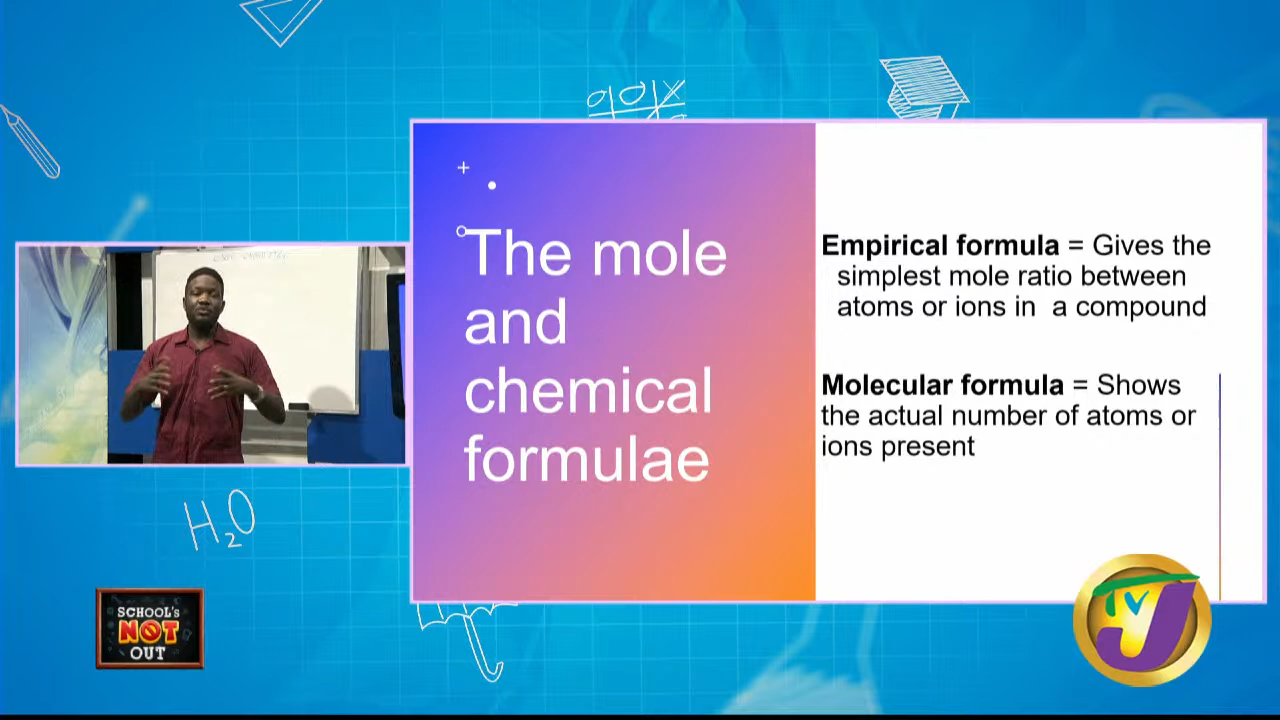 The mole
and
chemical
formulae
Empirical formula = Gives the
simplest mole ratio between
atoms or ions in a compound
Molecular formula = Shows
the actual number of atoms or
ions present
H₂O
SCHOOL's
NOT
OUT
TVJ